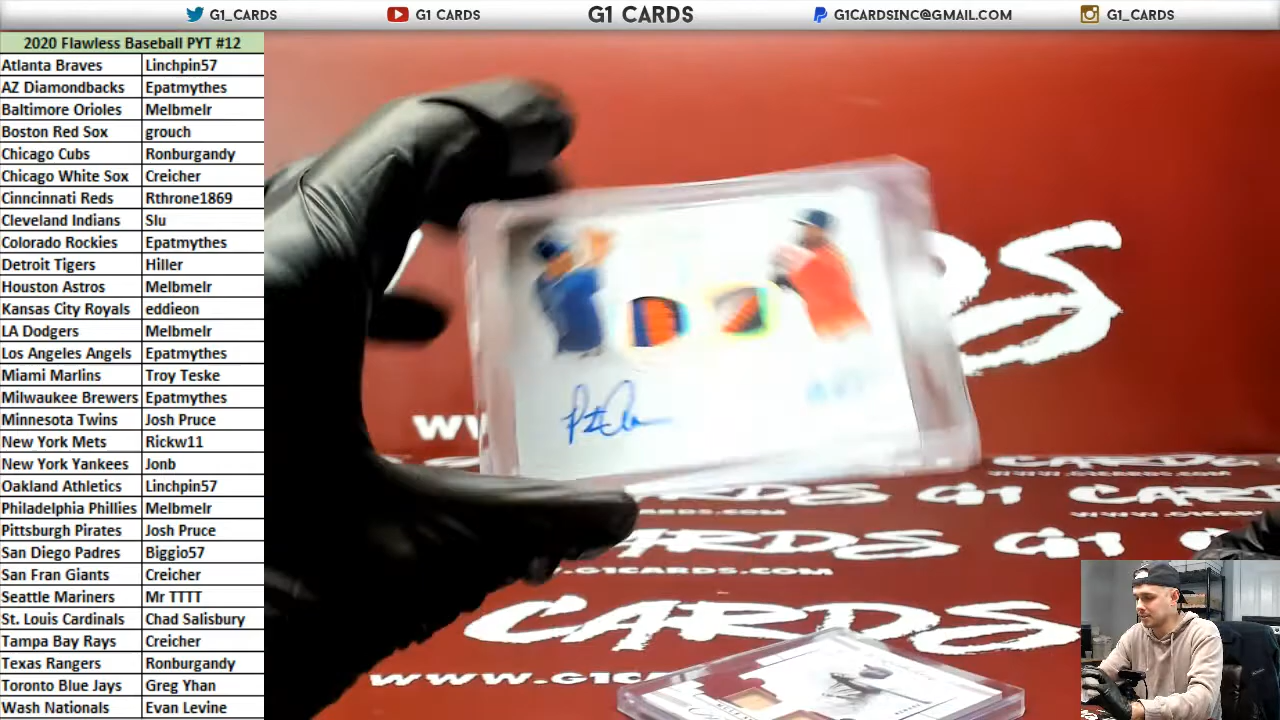 G1_CARDS G1 CARDS G1 CARDS G1CARDSINC@GMAIL.COM G1_CARDS
2020 Flawless Baseball PYT #12
Atlanta Braves Linchpin57
AZ Diamondbacks Epatmythes
Baltimore Orioles Melbmelr
Boston Red Sox grouch
Chicago Cubs Ronburgandy
Chicago White Sox Creicher
Cinncinnati Reds Rthrone1869
Cleveland Indians Slu
Colorado Rockies Epatmythes
Detroit Tigers Hiller
Houston Astros Melbmelr
Kansas City Royals eddieon
LA Dodgers Melbmelr
Los Angeles Angels Epatmythes
Miami Marlins Troy Teske
Milwaukee Brewers Epatmythes
Minnesota Twins Josh Pruce
New York Mets Rickw11
New York Yankees Jonb
Oakland Athletics Linchpin57
Philadelphia Phillies Melbmelr
Pittsburgh Pirates Josh Pruce
San Diego Padres Biggio57
San Fran Giants Creicher
Seattle Mariners Mr TTTT
St. Louis Cardinals Chad Salisbury
Tampa Bay Rays Creicher
Texas Rangers Ronburgandy
Toronto Blue Jays Greg Yhan
Wash Nationals Evan Levine
CARDS G1 CARDS
CARDS G1
WWW.G1CARDS.COM
CARDS